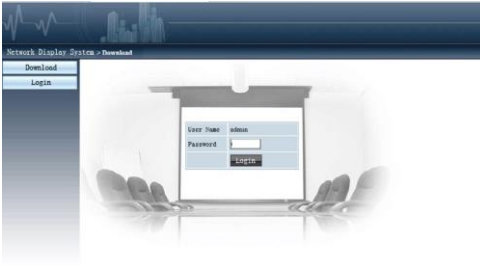 Network Display System > Download
Download
Login
User Name admin
Password
Login